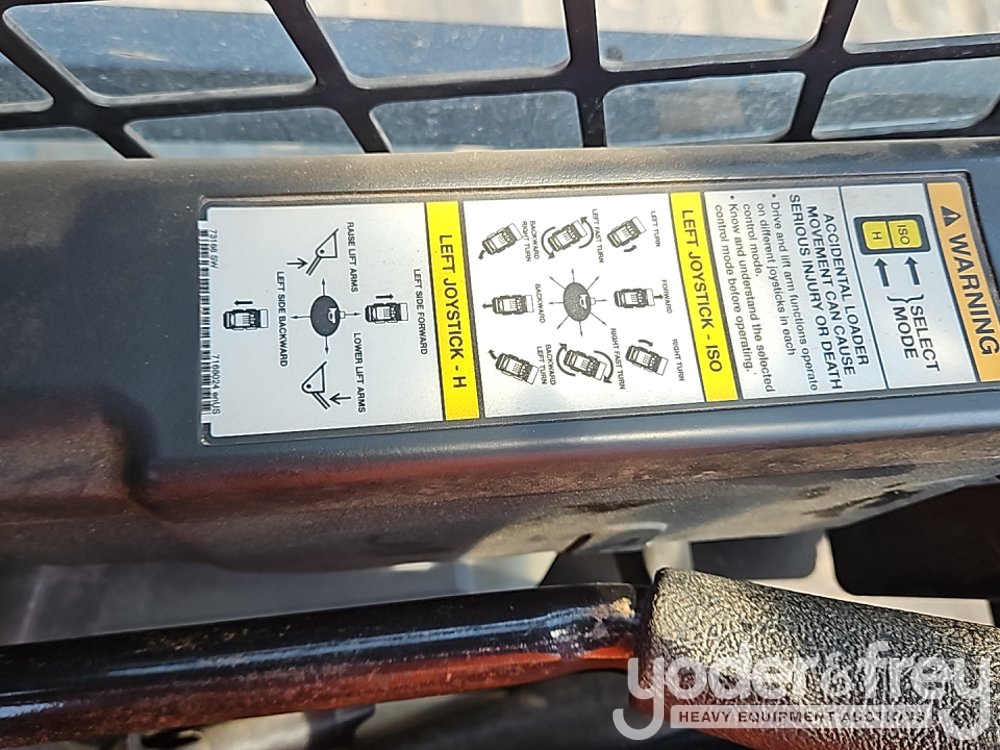 WARNING
ISO
H
SELECT
MODE
ACCIDENTAL LOADER
MOVEMENT CAN CAUSE
SERIOUS INJURY OR DEATH
• Drive and lift arm functions operate
on different joysticks in each
control mode.
• Know and understand the selected
control mode before operating.
LEFT JOYSTICK - ISO
LEFT TURN
FORWARD
RIGHT TURN
LEFT FAST TURN
RIGHT FAST TURN
BACKWARD
RIGHT TURN
BACKWARD
BACKWARD
LEFT TURN
LEFT JOYSTICK - H
LEFT SIDE FORWARD
RAISE LIFT ARMS
LOWER LIFT ARMS
LEFT SIDE BACKWARD
73166 SW
7168024 enUS
yoder & frey
HEAVY EQUIPMENT AUCTIONS